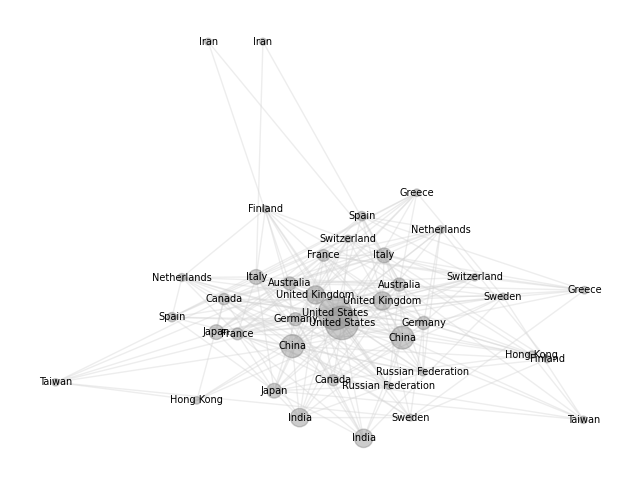 Iran
Iran
Greece
Finland
Spain
Netherlands
Switzerland
France
Italy
Netherlands
Italy
Switzerland
Australia
Australia
Greece
Canada
United Kingdom
United Kingdom
Sweden
Spain
United States
Germany
United States
Germany
Japan
France
China
China
Hong Kong
Finland
Taiwan
Russian Federation
Canada
Russian Federation
Japan
Hong Kong
India
Sweden
Taiwan
India